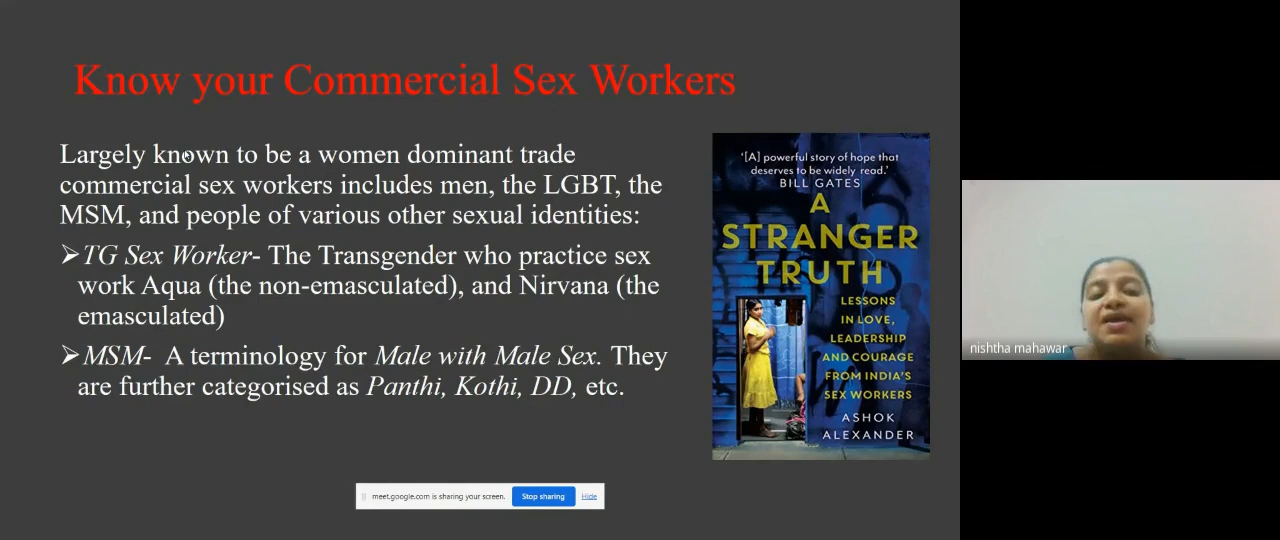 Know your Commercial Sex Workers
Largely known to be a women dominant trade
commercial sex workers includes men, the LGBT, the
MSM, and people of various other sexual identities:
➢TG Sex Worker- The Transgender who practice sex
work Aqua (the non-emasculated), and Nirvana (the
emasculated)
➢MSM- A terminology for Male with Male Sex. They
are further categorised as Panthi, Kothi, DD, etc.
'[A] powerful story of hope that
deserves to be widely read.'
BILL GATES
A
STRANGER
TRUTH
LESSONS
IN LOVE,
LEADERSHIP
AND COURAGE
FROM INDIA'S
SEX WORKERS
ASHOK
ALEXANDER
nishtha mahawar
meet.google.com is sharing your screen. Stop sharing Hide